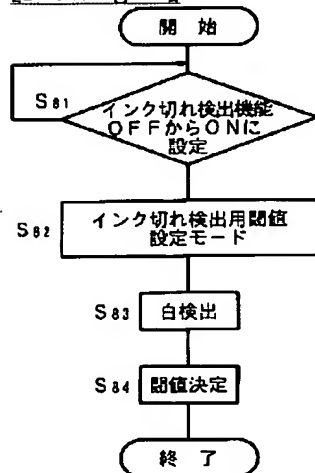 開 始
S81
インク切れ検出機能
OFFからONに
設定
S82
インク切れ検出用閾値
設定モード
S83
白検出
S84
閾値決定
終 了